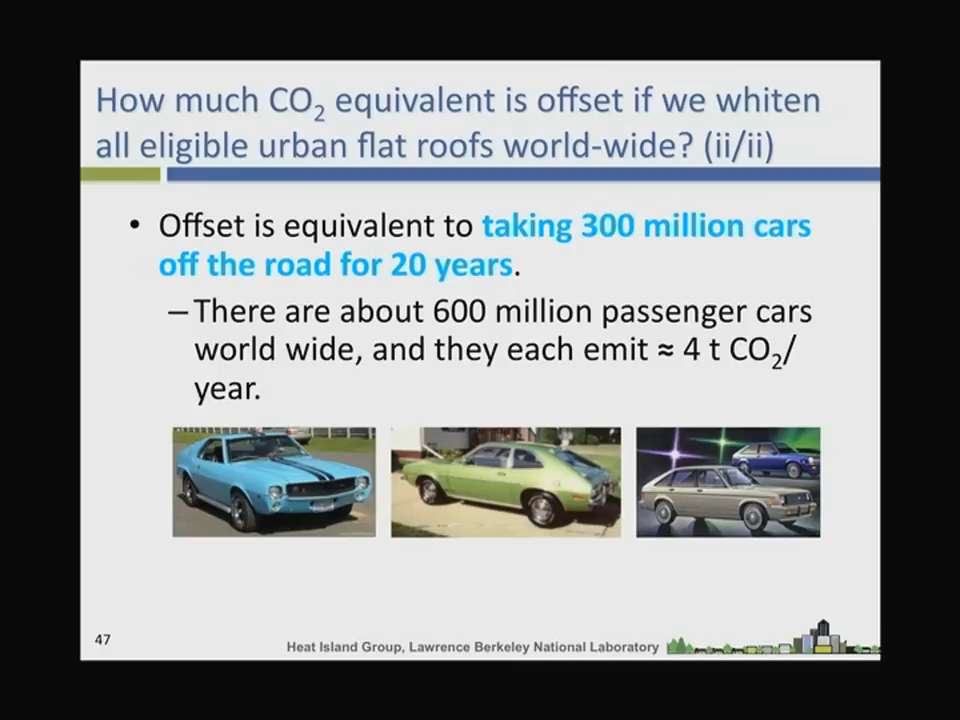 How much CO₂ equivalent is offset if we whiten
all eligible urban flat roofs world-wide? (ii/ii)
• Offset is equivalent to taking 300 million cars
off the road for 20 years.
– There are about 600 million passenger cars
world wide, and they each emit ≈ 4 t CO₂/
year.
47
Heat Island Group, Lawrence Berkeley National Laboratory